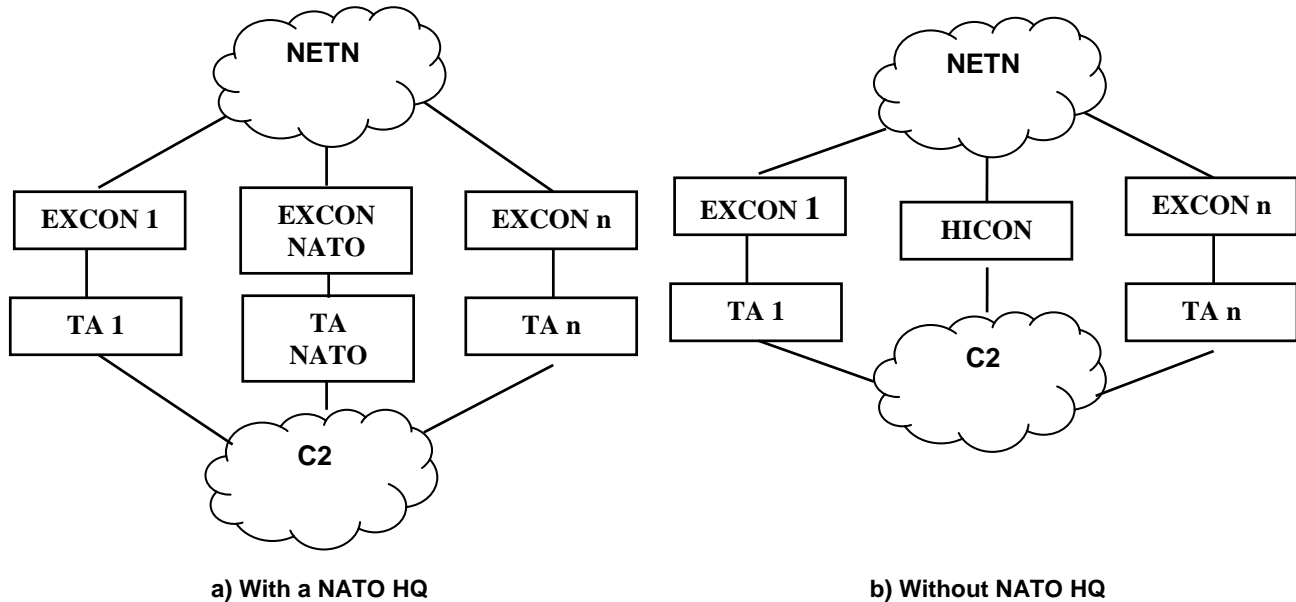 NETN
EXCON 1
EXCON
NATO
EXCON n
TA 1
TA
NATO
TA n
C2
a) With a NATO HQ
NETN
EXCON 1
HICON
EXCON n
TA 1
TA n
C2
b) Without NATO HQ